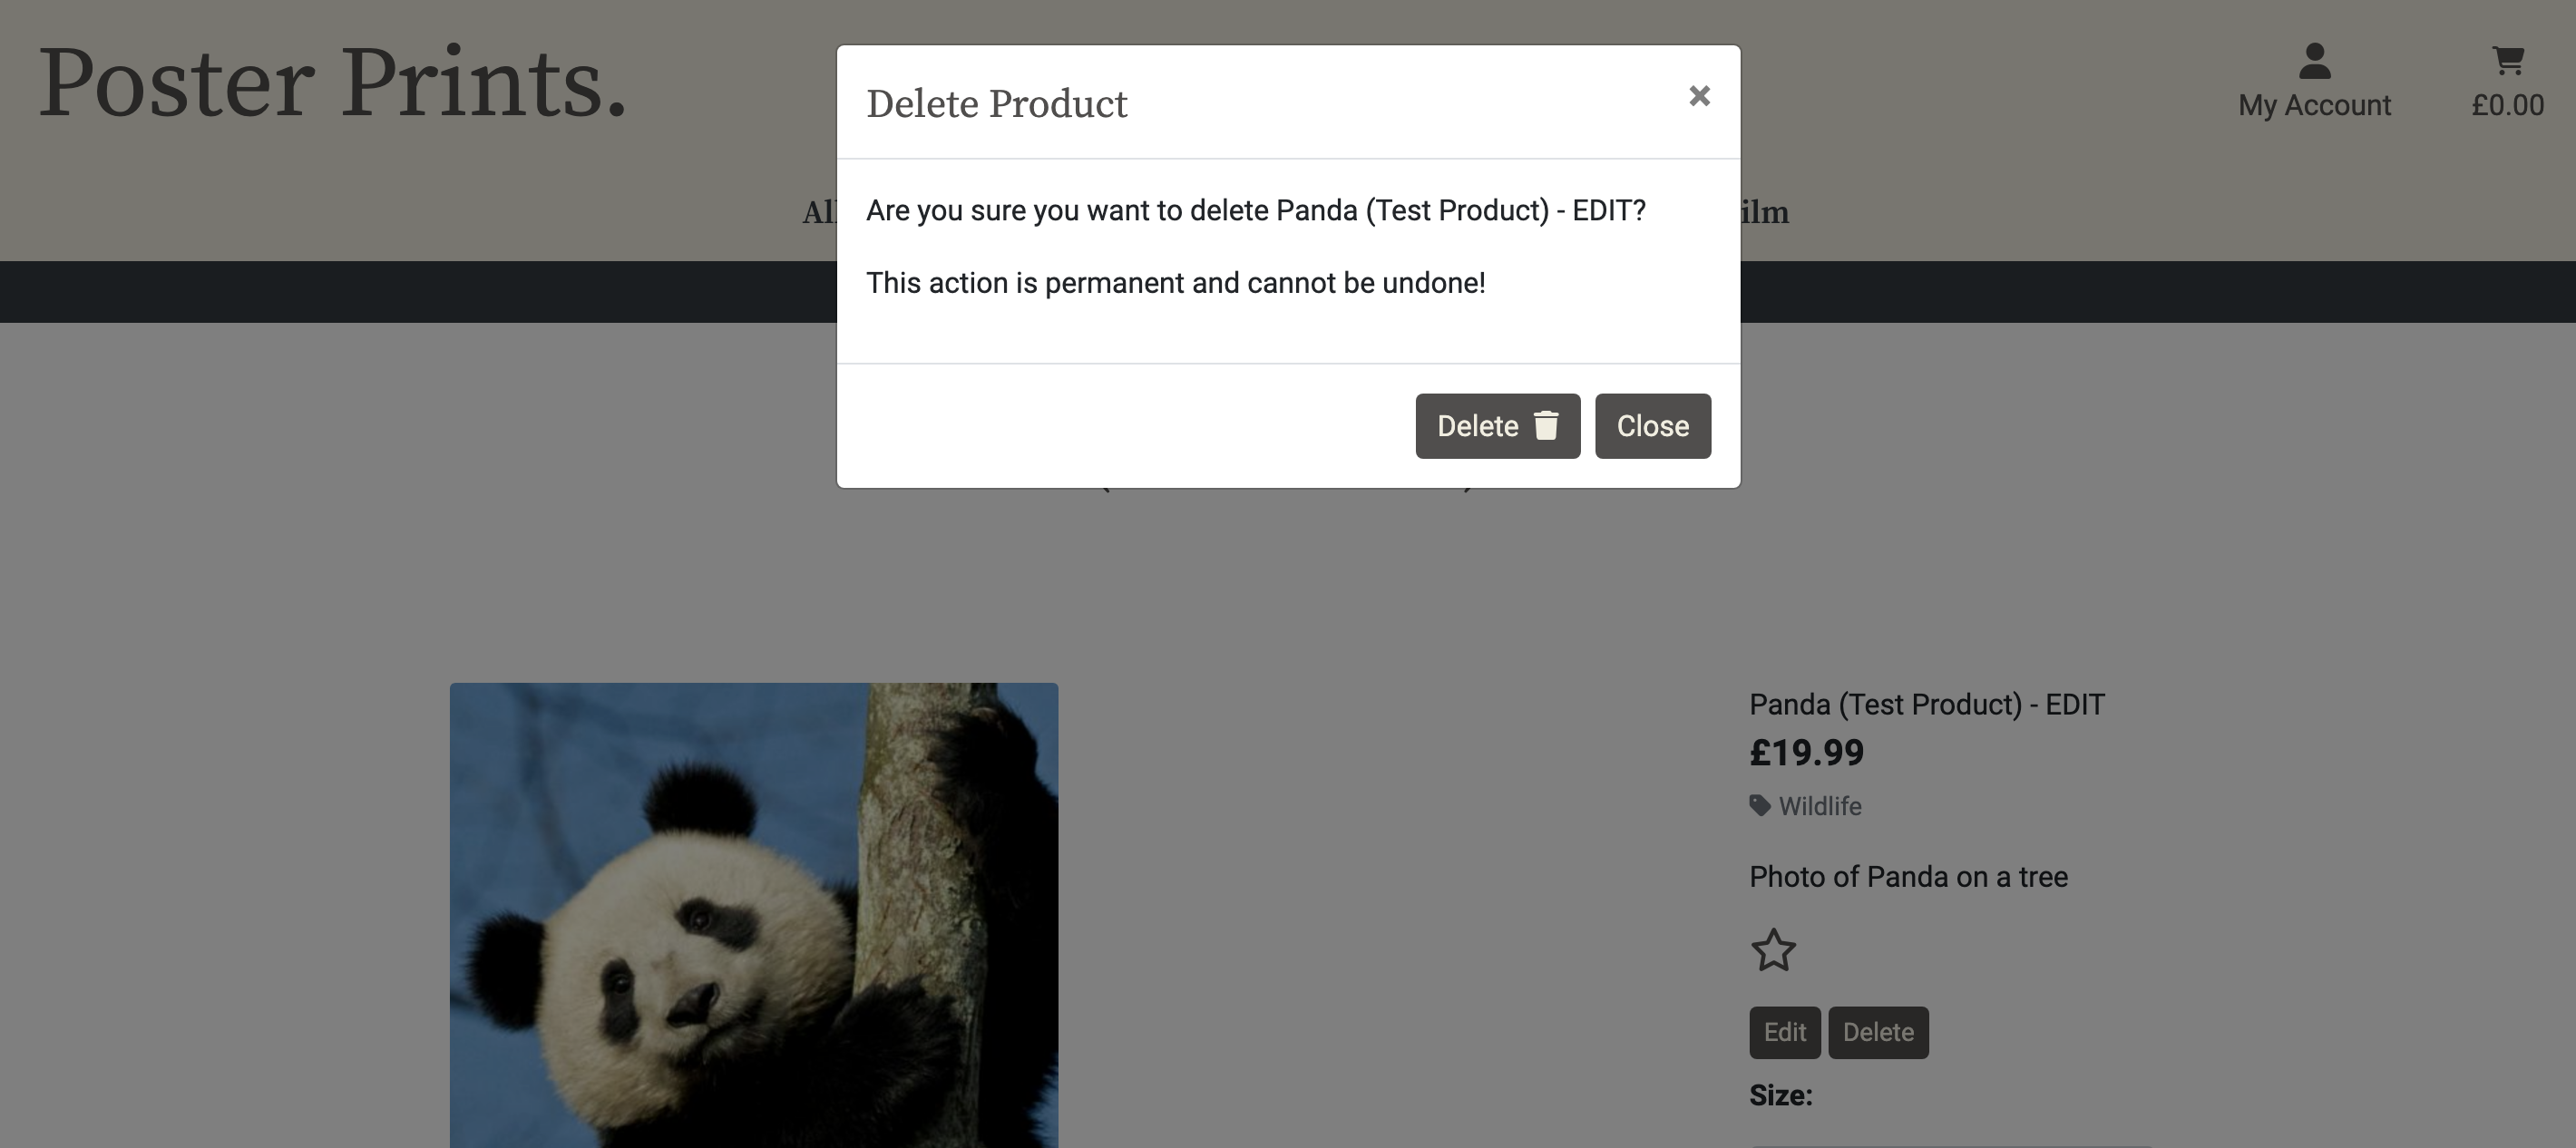 Poster Prints.
My Account
£0.00
Delete Product
Are you sure you want to delete Panda (Test Product) - EDIT?
This action is permanent and cannot be undone!
Delete
Close
Panda (Test Product) - EDIT
£19.99
Wildlife
Photo of Panda on a tree
Edit
Delete
Size: